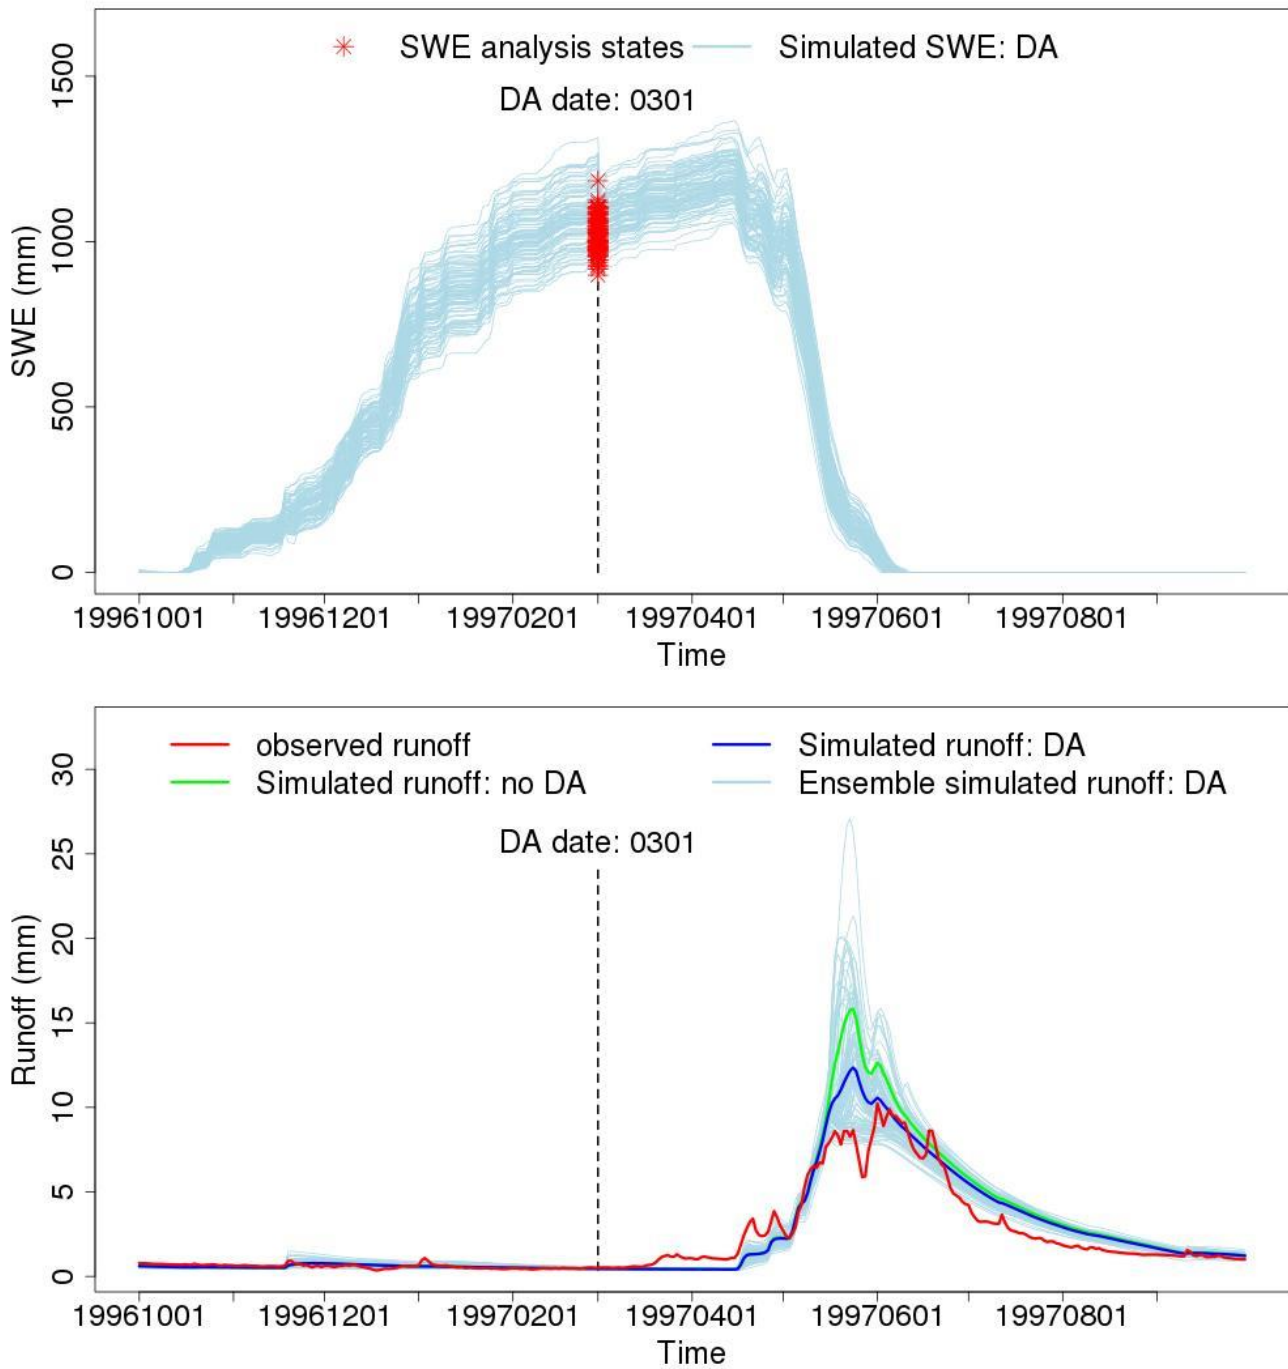 SWE analysis states Simulated SWE: DA
DA date: 0301
1500
1000
500
0
SWE (mm)
19961001 19961201 19970201 19970401 19970601 19970801
Time
observed runoff Simulated runoff: DA
Simulated runoff: no DA Ensemble simulated runoff: DA
DA date: 0301
30
25
20
15
10
5
0
Runoff (mm)
19961001 19961201 19970201 19970401 19970601 19970801
Time